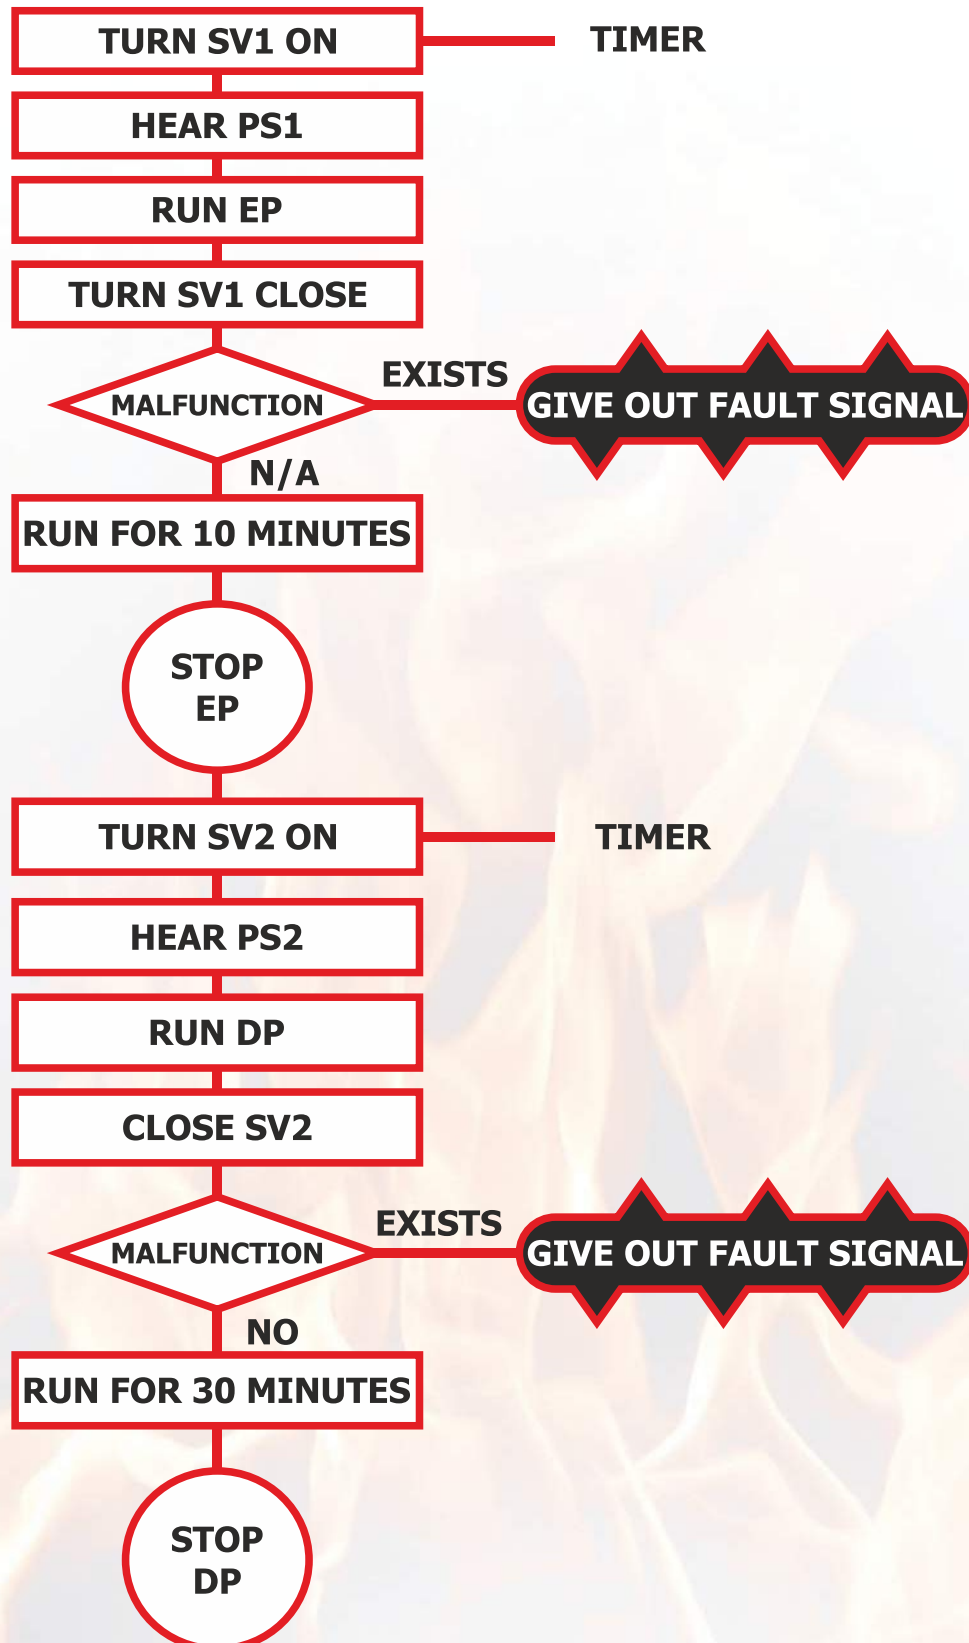 TURN SV1 ON
TIMER
HEAR PS1
RUN EP
TURN SV1 CLOSE
EXISTS
MALFUNCTION
GIVE OUT FAULT SIGNAL
N/A
RUN FOR 10 MINUTES
STOP
EP
TURN SV2 ON
TIMER
HEAR PS2
RUN DP
CLOSE SV2
EXISTS
MALFUNCTION
GIVE OUT FAULT SIGNAL
NO
RUN FOR 30 MINUTES
STOP
DP